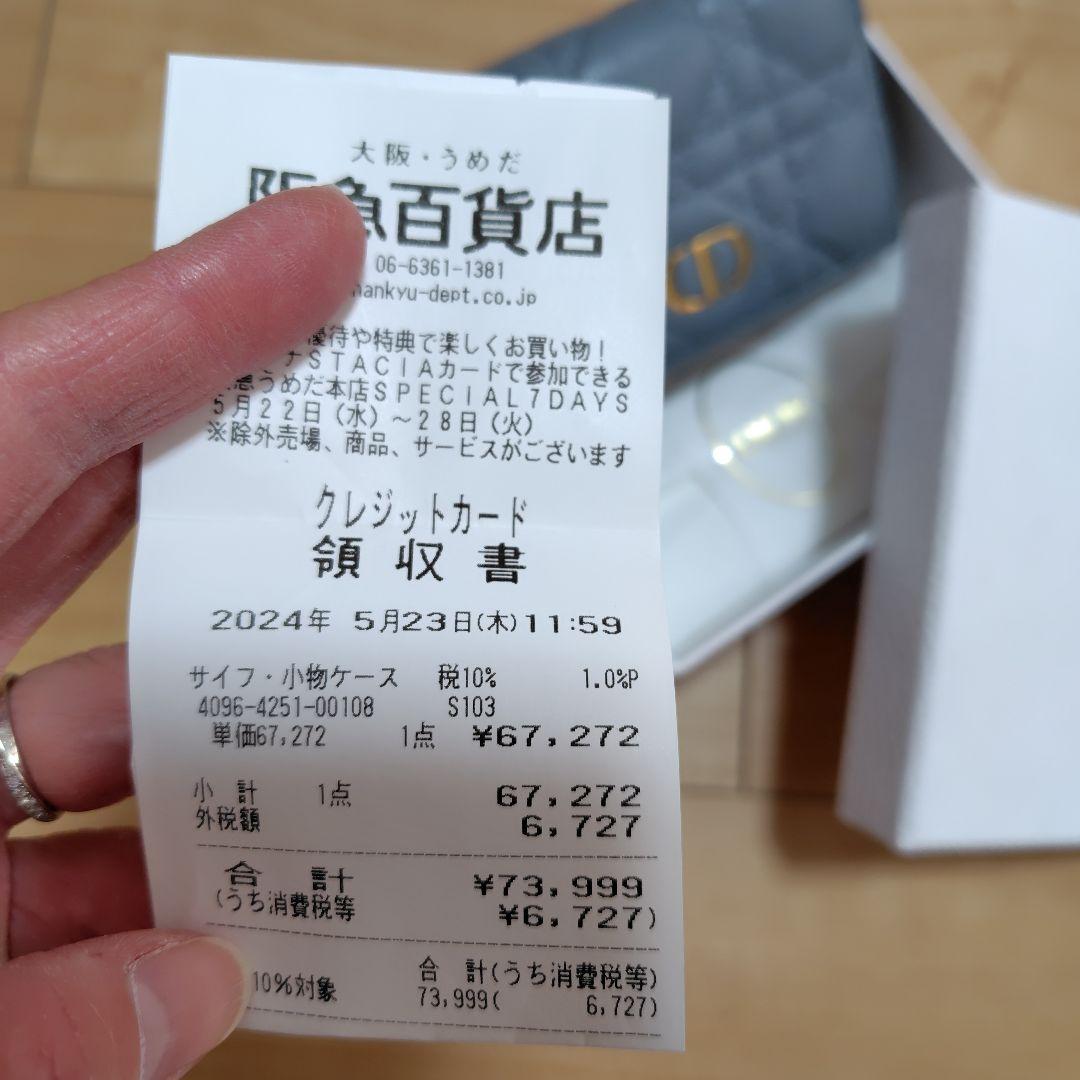 大阪・うめだ
急百貨店
06-6361-1381
hankyu-dept.co.jp
優待や特典で楽しくお買い物！
ナSTACIAカードで参加できる
急うめだ本店SPECIAL7DAYS
5月22日（水）～28日（火）
※除外売場、商品、サービスがございます
クレジットカード
領収書
2024年 5月23日(木)11:59
サイフ・小物ケース 税10% 1.0%P
4096-4251-00108 S103
単価67,272 1点 ¥67,272
小計 1点 67,272
外税額 6,727
合計 ¥73,999
(うち消費税等 ¥6,727)
合 計(うち消費税等)
10%対象 73,999( 6,727)
CD